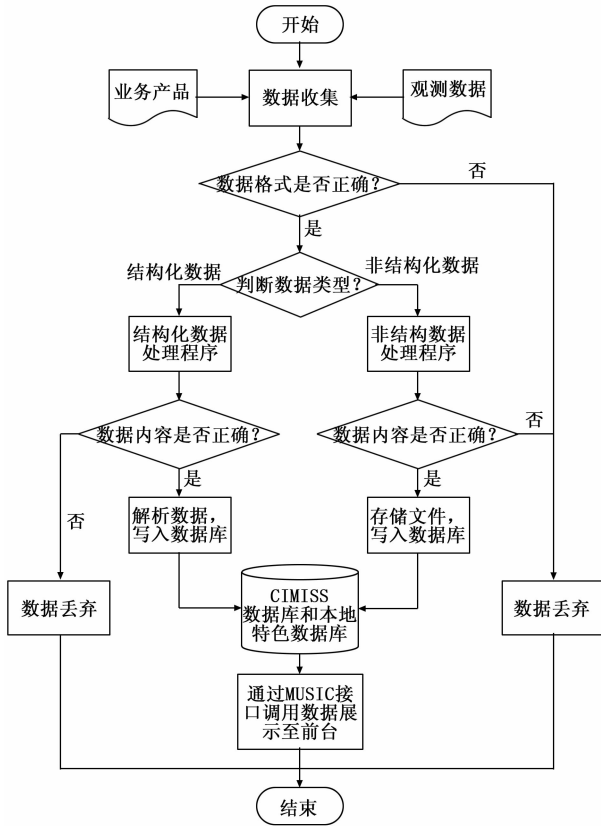 开始
业务产品
数据收集
观测数据
数据格式是否正确?
否
是
结构化数据
判断数据类型?
非结构化数据
结构化数据
处理程序
非结构数据
处理程序
数据内容是否正确?
数据内容是否正确?
否
是
是
否
解析数据,
写入数据库
存储文件,
写入数据库
数据丢弃
CIMISS
数据库和本地
特色数据库
数据丢弃
通过MUSIC接
口调用数据展
示至前台
结束